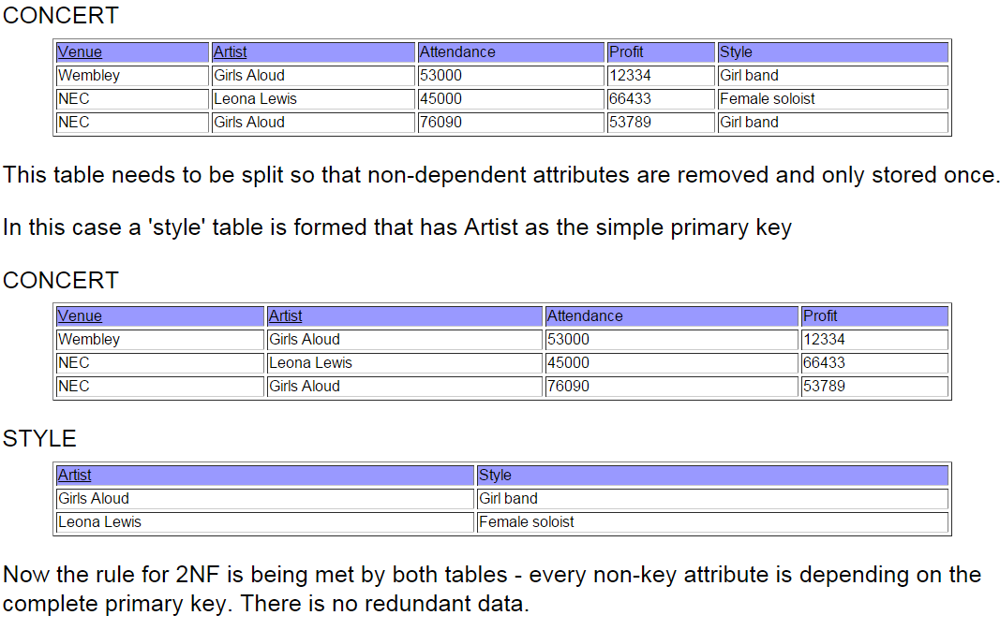 CONCERT
Venue Artist Attendance Profit Style
Wembley Girls Aloud 53000 12334 Girl band
NEC Leona Lewis 45000 66433 Female soloist
NEC Girls Aloud 76090 53789 Girl band
This table needs to be split so that non-dependent attributes are removed and only stored once.
In this case a 'style' table is formed that has Artist as the simple primary key
CONCERT
Venue Artist Attendance Profit
Wembley Girls Aloud 53000 12334
NEC Leona Lewis 45000 66433
NEC Girls Aloud 76090 53789
STYLE
Artist Style
Girls Aloud Girl band
Leona Lewis Female soloist
Now the rule for 2NF is being met by both tables - every non-key attribute is depending on the
complete primary key. There is no redundant data.